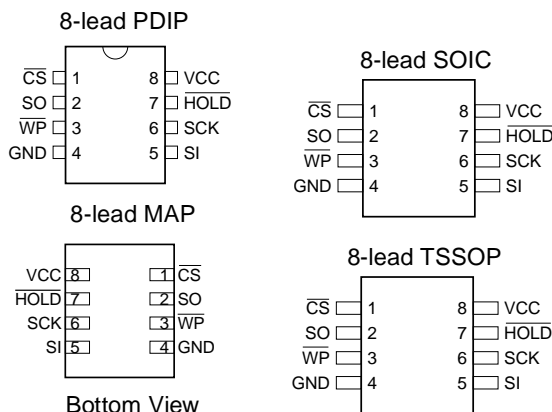 8-lead PDIP
CS 1 8 VCC
SO 2 7 HOLD
WP 3 6 SCK
GND 4 5 SI
8-lead SOIC
CS 1 8 VCC
SO 2 7 HOLD
WP 3 6 SCK
GND 4 5 SI
8-lead MAP
VCC 8 1 CS
HOLD 7 2 SO
SCK 6 3 WP
SI 5 4 GND
Bottom View
8-lead TSSOP
CS 1 8 VCC
SO 2 7 HOLD
WP 3 6 SCK
GND 4 5 SI